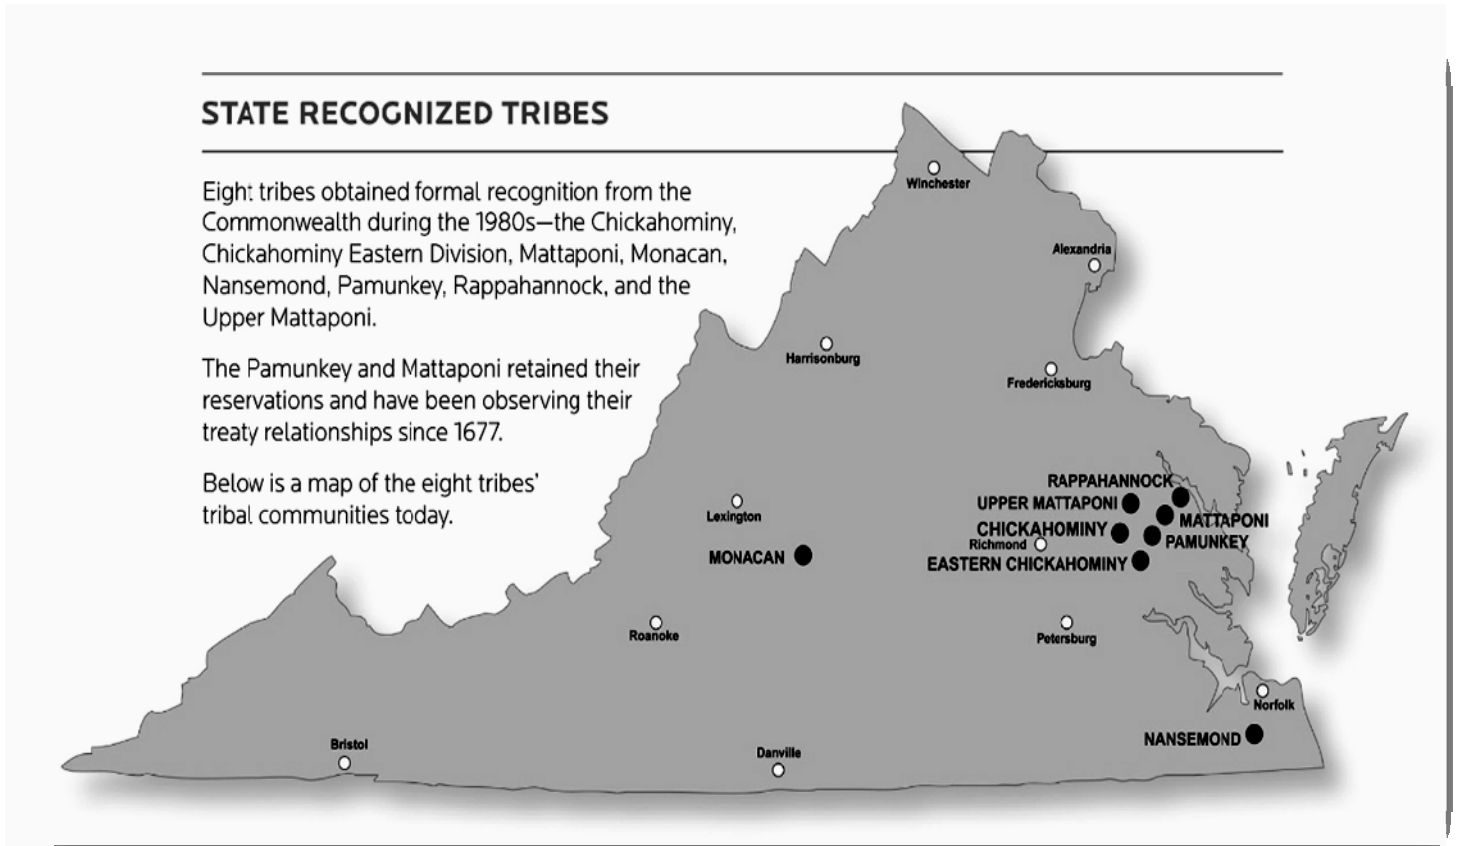 STATE RECOGNIZED TRIBES
Eight tribes obtained formal recognition from the
Commonwealth during the 1980s—the Chickahominy,
Chickahominy Eastern Division, Mattaponi, Monacan,
Nansemond, Pamunkey, Rappahannock, and the
Upper Mattaponi.
The Pamunkey and Mattaponi retained their
reservations and have been observing their
treaty relationships since 1677.
Below is a map of the eight tribes'
tribal communities today.
Winchester
Alexandria
Harrisonburg
Fredericksburg
RAPPAHANNOCK
UPPER MATTAPONI
Lexington
MATTAPONI
CHICKAHOMINY
PAMUNKEY
Richmond
MONACAN
EASTERN CHICKAHOMINY
Roanoke
Petersburg
Norfolk
NANSEMOND
Bristol
Danville